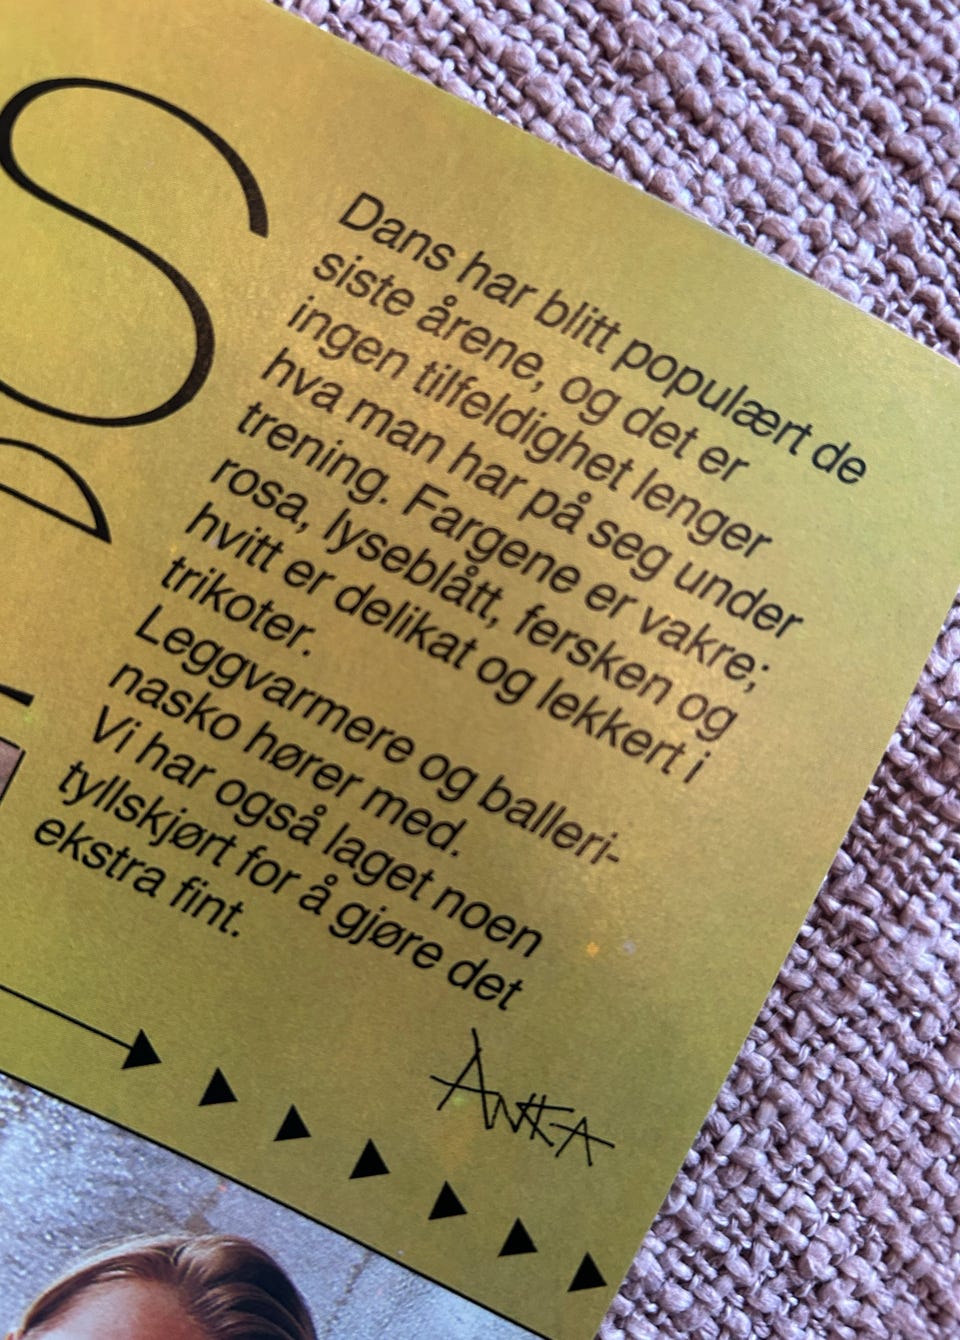 S
Dans har blitt populært de
siste årene, og det er
ingen tilfeldighet lenger
hva man har på seg under
trening. Fargene er vakre;
rosa, lyseblått, fersken og
hvitt er delikat og lekkert i
trikoter.
Leggvarmere og balleri-
nasko hører med.
Vi har også laget noen
tyllskjørt for å gjøre det
ekstra fint.